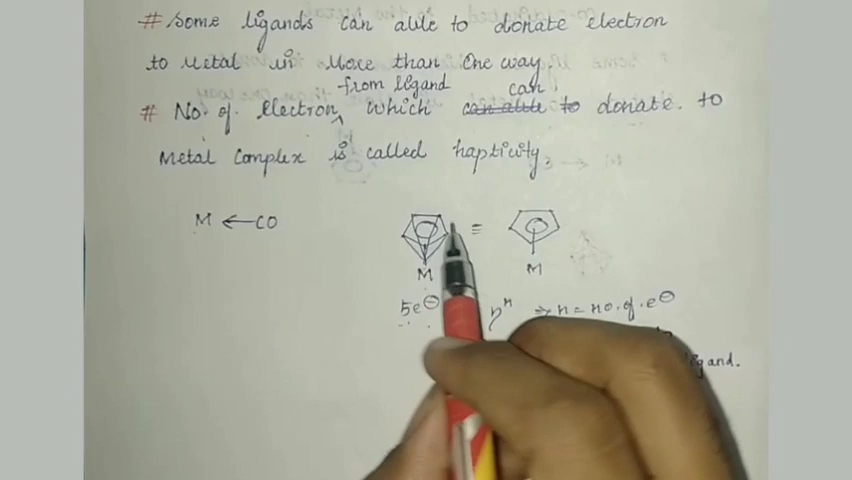 # Some ligands can able to donate electron
to Metal in More than One way.
from ligand can
# No. of electron which can able to donate. to
Metal Complex is called hapticity.
M ← CO
≡
M M
5e⊖ ηⁿ ⇒ n = no. of. e⊖
ligand.